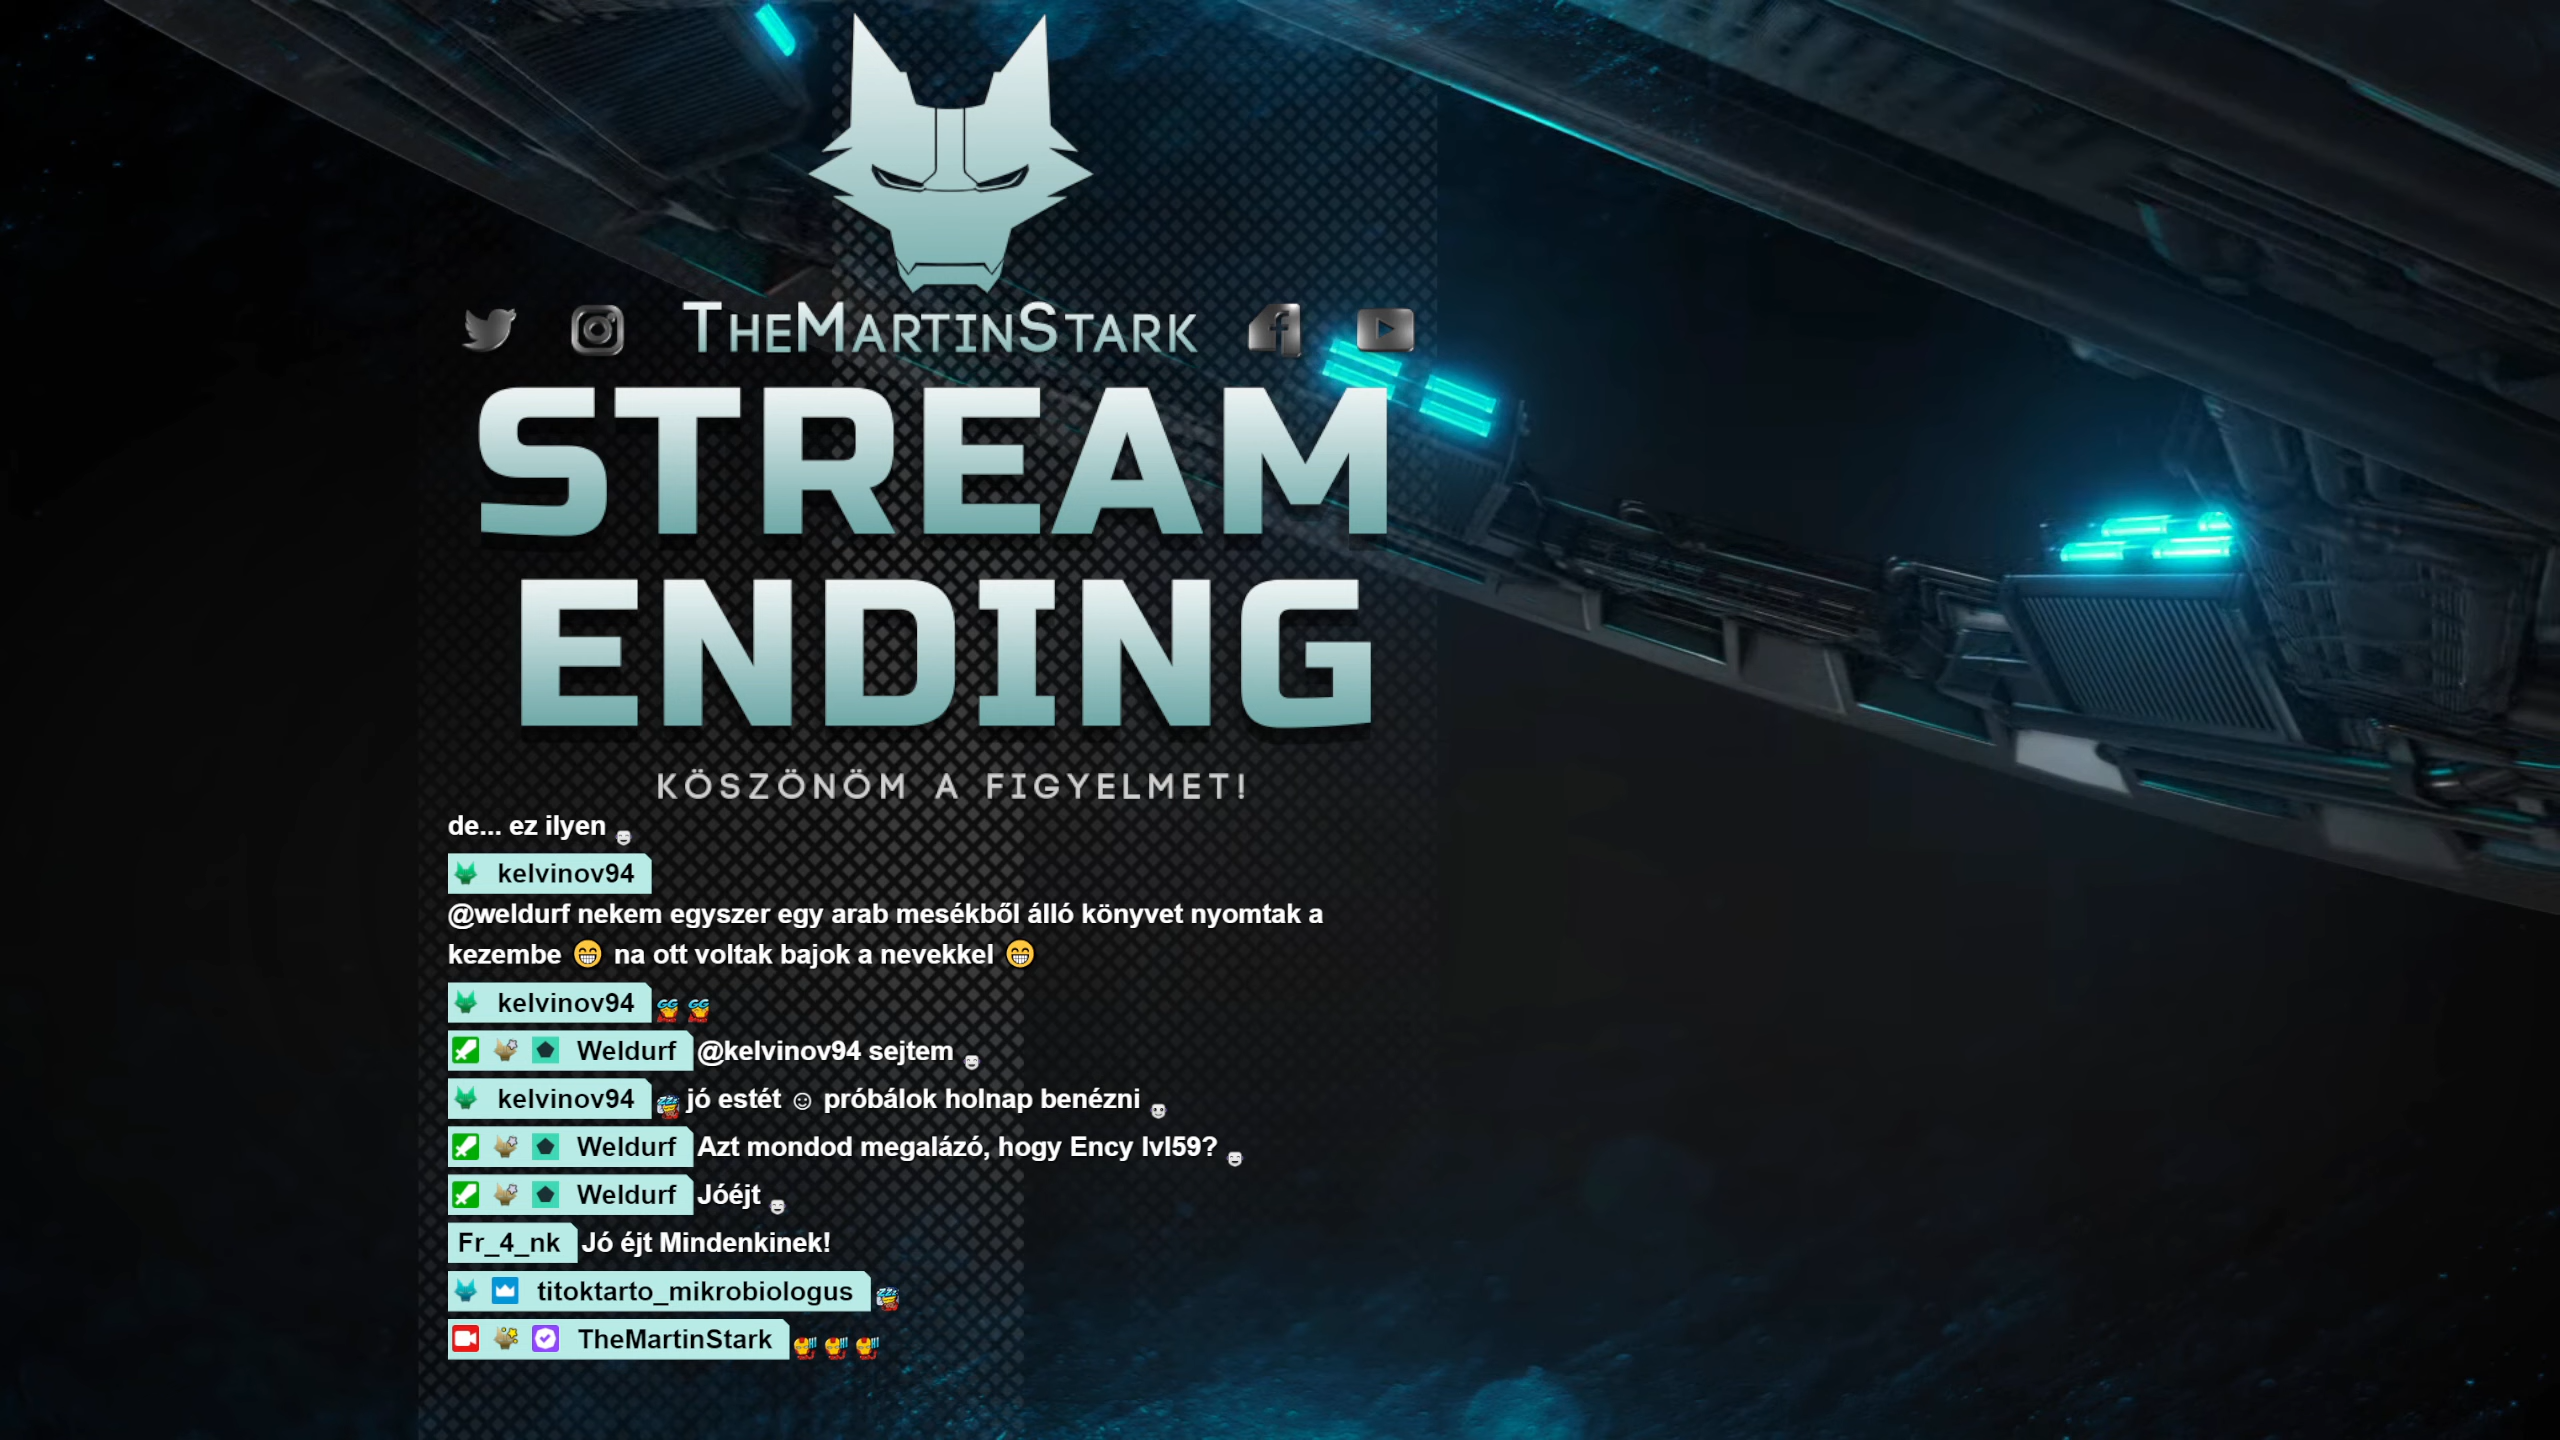 TheMartinStark
STREAM
ENDING
KÖSZÖNÖM A FIGYELMET!
de... ez ilyen
kelvinov94
@weldurf nekem egyszer egy arab mesékből álló könyvet nyomtak a
kezembe 😁 na ott voltak bajok a nevekkel 😁
kelvinov94
Weldurf @kelvinov94 sejtem
kelvinov94 jó estét ☺ próbálok holnap benézni
Weldurf Azt mondod megalázó, hogy Ency lvl59?
Weldurf Jóéjt
Fr_4_nk Jó éjt Mindenkinek!
titoktarto_mikrobiologus
TheMartinStark